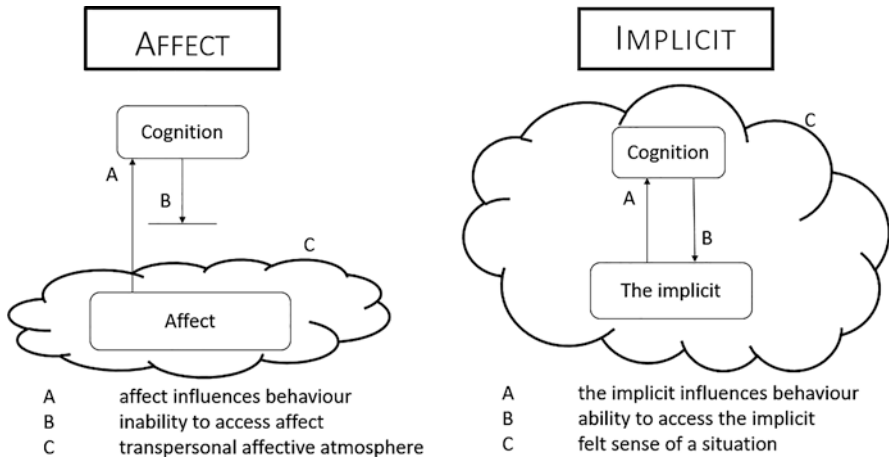 AFFECT
Cognition
A
B
C
Affect
A affect influences behaviour
B inability to access affect
C transpersonal affective atmosphere
IMPLICIT
C
Cognition
A
B
The implicit
A the implicit influences behaviour
B ability to access the implicit
C felt sense of a situation